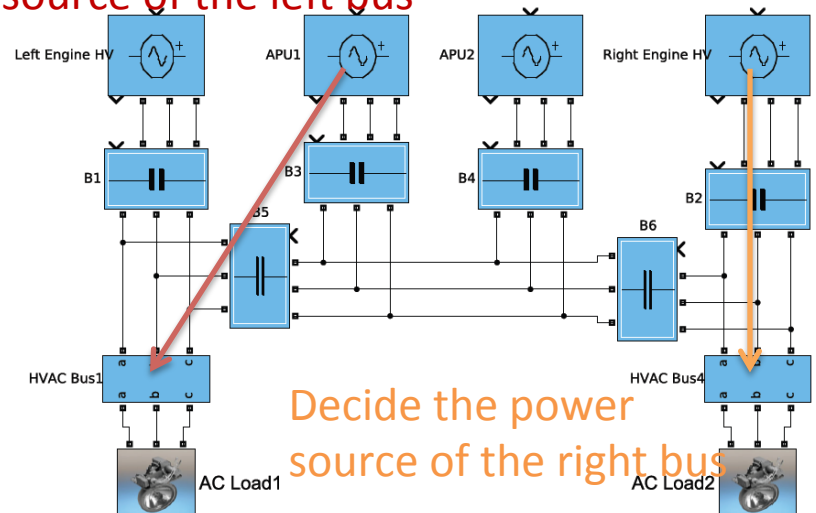 source of the left bus
Left Engine HV
APU1
APU2
Right Engine HV
B1
B3
B4
B2
B5
B6
HVAC Bus1
a b c
a b c
HVAC Bus4
a b c
a b c
Decide the power
source of the right bus
AC Load1
AC Load2